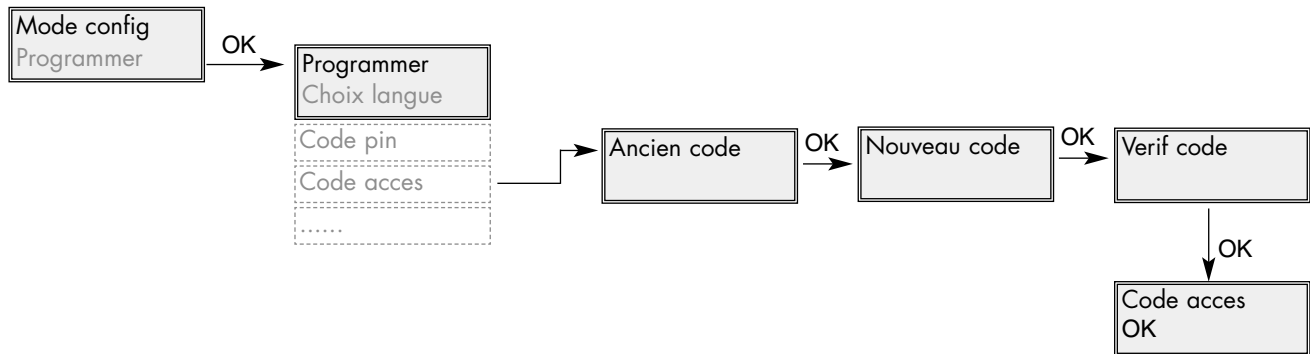 Mode config
Programmer
OK
Programmer
Choix langue
Code pin
Code acces
......
Ancien code
OK
Nouveau code
OK
Verif code
OK
Code acces
OK